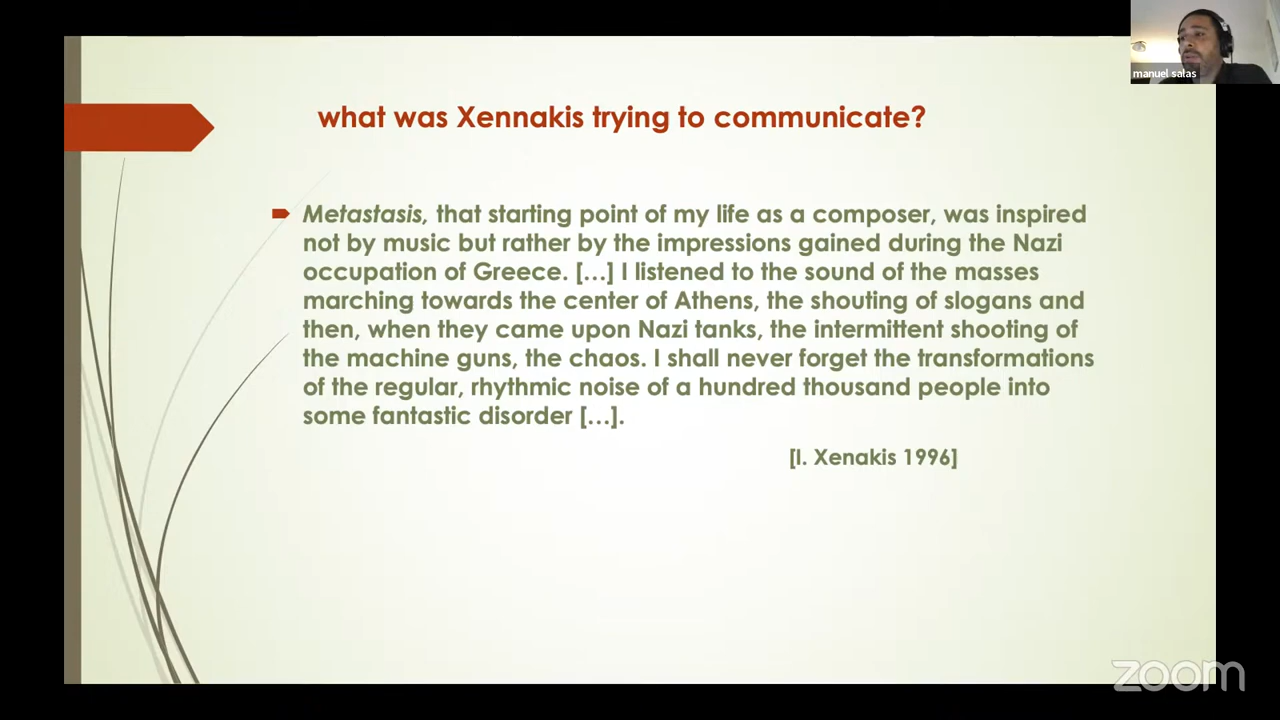 manuel salas
what was Xennakis trying to communicate?
Metastasis, that starting point of my life as a composer, was inspired
not by music but rather by the impressions gained during the Nazi
occupation of Greece. […] I listened to the sound of the masses
marching towards the center of Athens, the shouting of slogans and
then, when they came upon Nazi tanks, the intermittent shooting of
the machine guns, the chaos. I shall never forget the transformations
of the regular, rhythmic noise of a hundred thousand people into
some fantastic disorder […].
[I. Xenakis 1996]
zoom